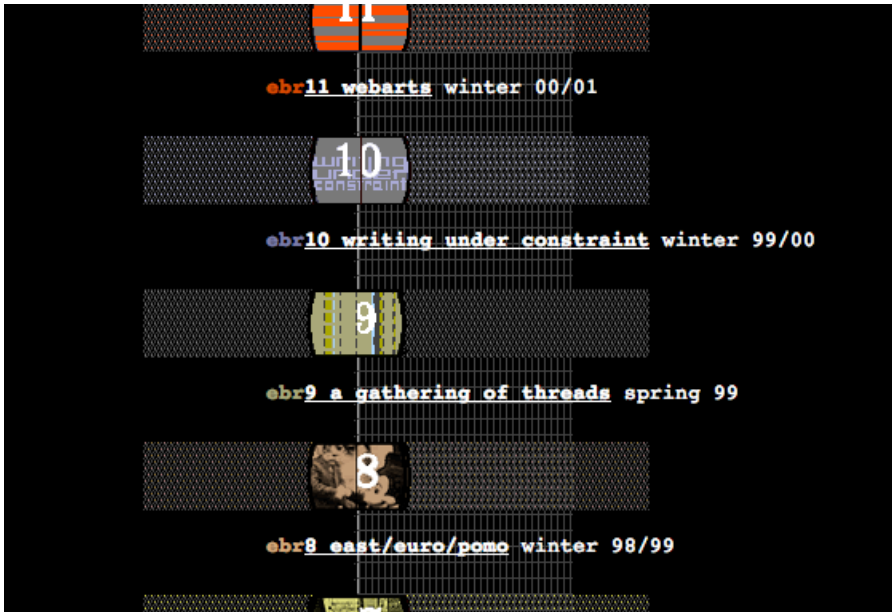 11
ebr11 webarts winter 00/01
10
writing
under
constraint
ebr10 writing under constraint winter 99/00
9
ebr9 a gathering of threads spring 99
8
ebr8 east/euro/pomo winter 98/99